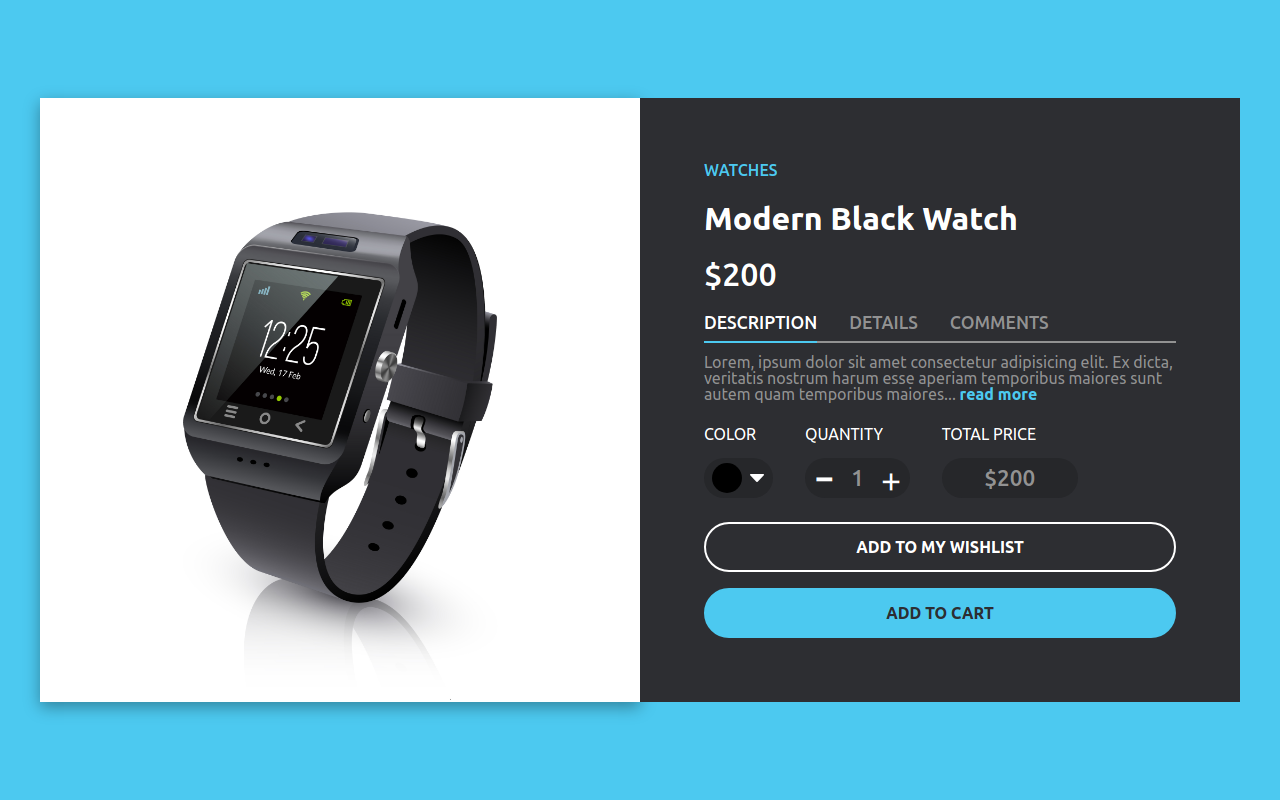 WATCHES
Modern Black Watch
$200
DESCRIPTION DETAILS COMMENTS
Lorem, ipsum dolor sit amet consectetur adipisicing elit. Ex dicta,
veritatis nostrum harum esse aperiam temporibus maiores sunt
autem quam temporibus maiores... read more
COLOR QUANTITY TOTAL PRICE
1 $200
ADD TO MY WISHLIST
ADD TO CART
12:25
Wed, 17 Feb